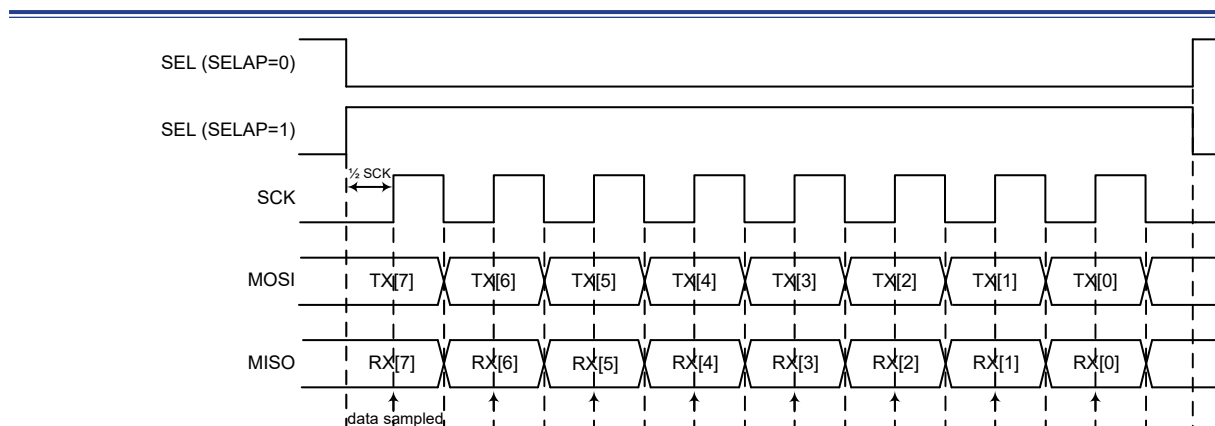 SEL (SELAP=0)
SEL (SELAP=1)
½ SCK
SCK
MOSI TX[7] TX[6] TX[5] TX[4] TX[3] TX[2] TX[1] TX[0]
MISO RX[7] RX[6] RX[5] RX[4] RX[3] RX[2] RX[1] RX[0]
data sampled